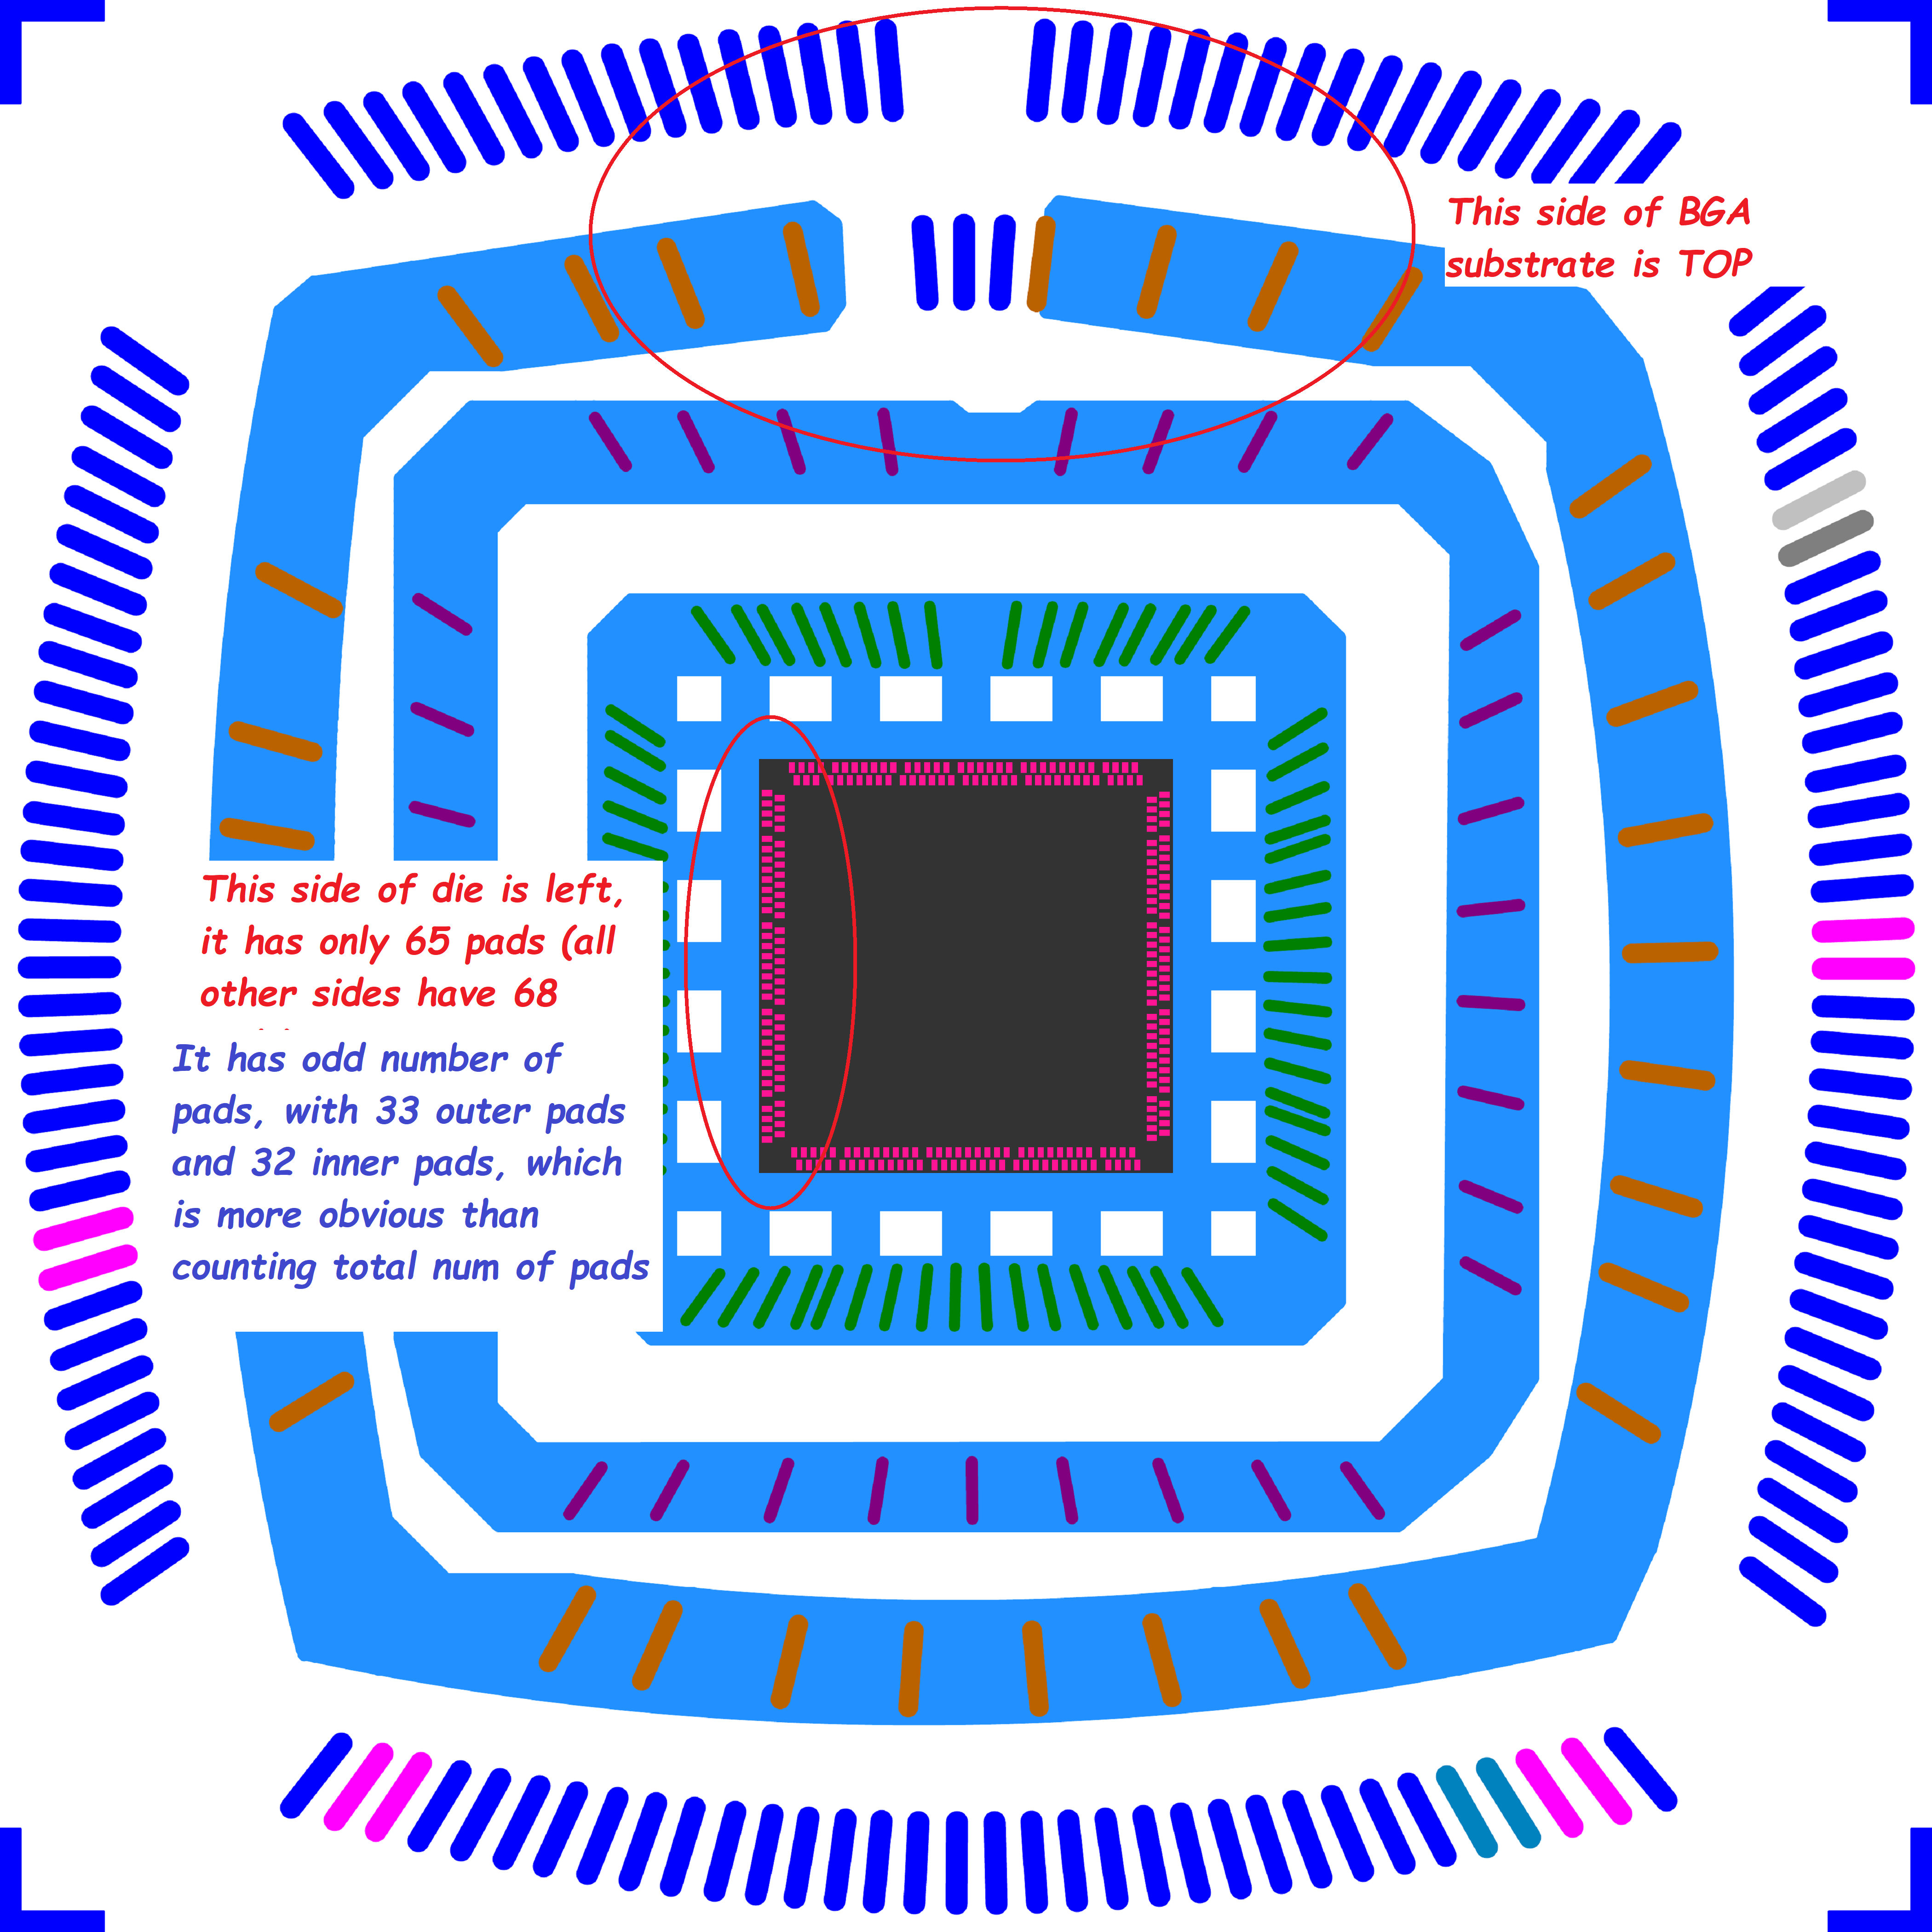 This side of BGA
substrate is TOP
This side of die is left,
it has only 65 pads (all
other sides have 68
It has odd number of
pads, with 33 outer pads
and 32 inner pads, which
is more obvious than
counting total num of pads